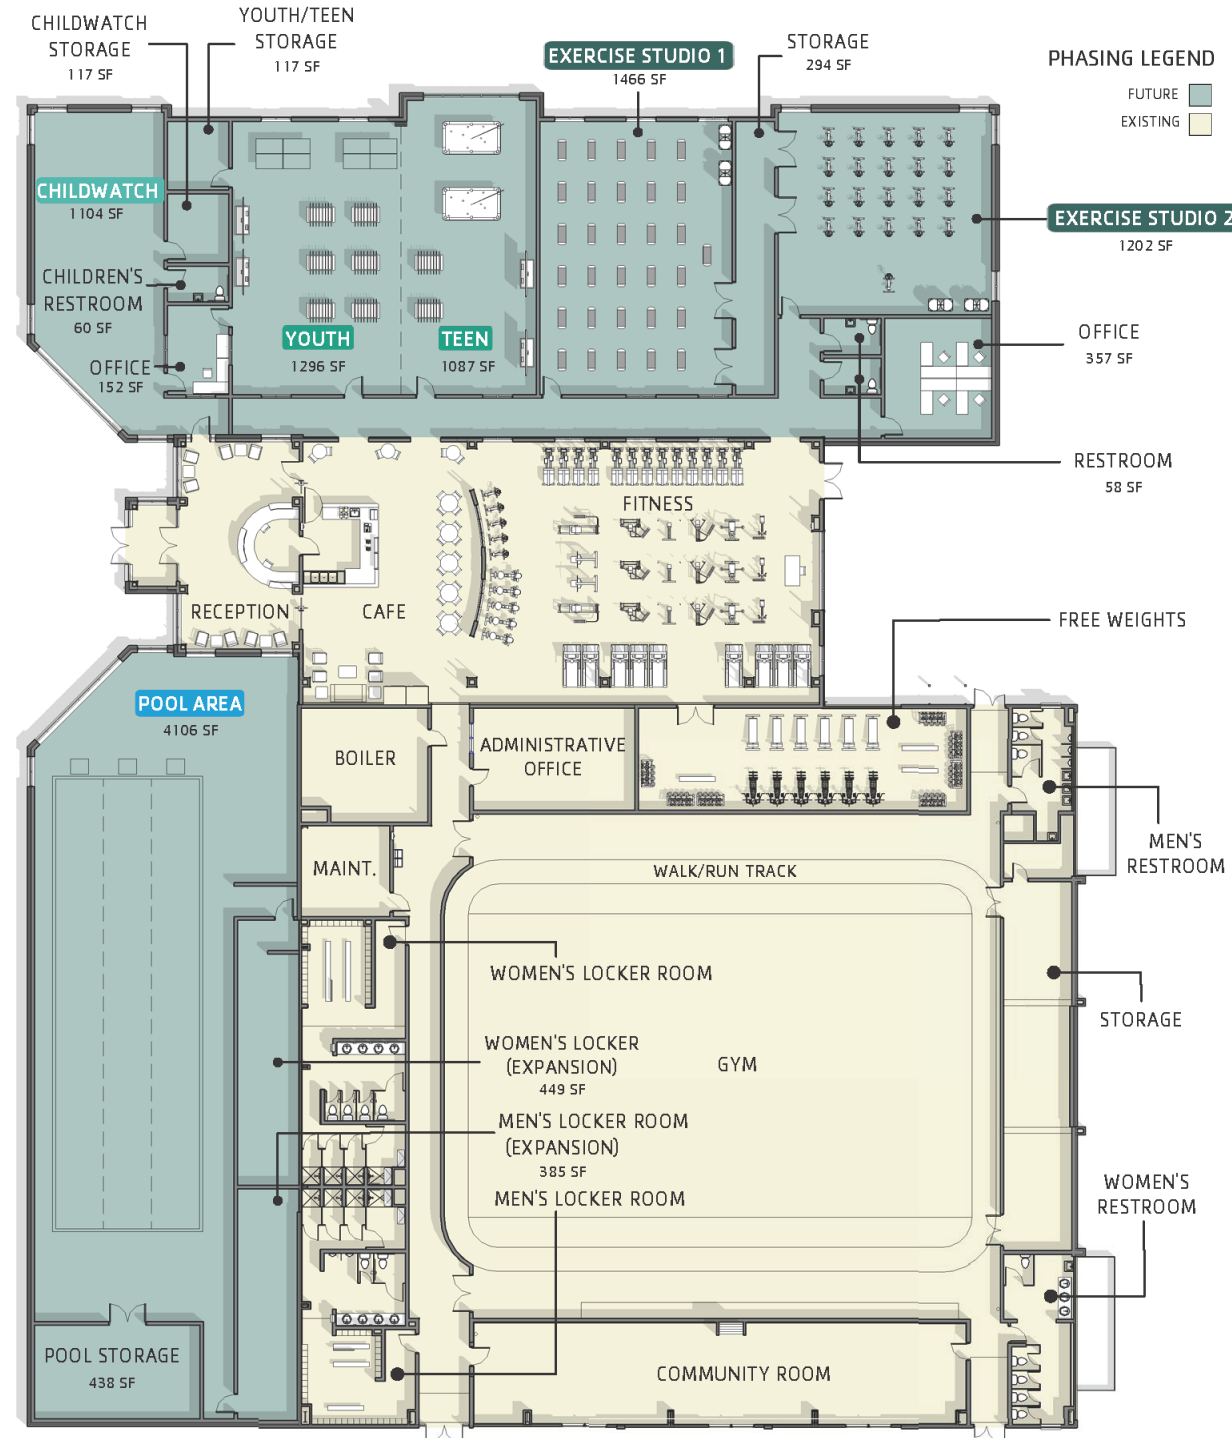 CHILDWATCH
STORAGE
117 SF
YOUTH/TEEN
STORAGE
117 SF
EXERCISE STUDIO 1
1466 SF
STORAGE
294 SF
PHASING LEGEND
FUTURE
EXISTING
CHILDWATCH
1104 SF
EXERCISE STUDIO 2
1202 SF
CHILDREN'S
RESTROOM
60 SF
OFFICE
152 SF
YOUTH
1296 SF
TEEN
1087 SF
OFFICE
357 SF
RESTROOM
58 SF
FITNESS
RECEPTION
CAFE
FREE WEIGHTS
POOL AREA
4106 SF
BOILER
ADMINISTRATIVE
OFFICE
MEN'S
RESTROOM
MAINT.
WALK/RUN TRACK
WOMEN'S LOCKER ROOM
STORAGE
WOMEN'S LOCKER
(EXPANSION)
449 SF
GYM
MEN'S LOCKER ROOM
(EXPANSION)
385 SF
MEN'S LOCKER ROOM
WOMEN'S
RESTROOM
POOL STORAGE
438 SF
COMMUNITY ROOM